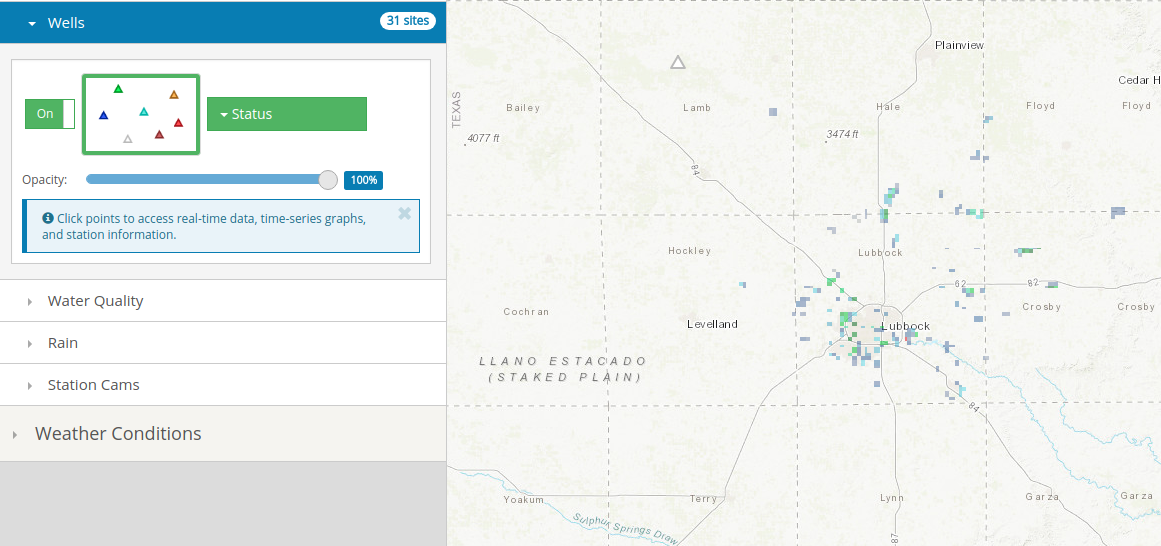 Wells
31 sites
On
Status
Opacity:
100%
Click points to access real-time data, time-series graphs,
and station information.
Water Quality
Rain
Station Cams
Weather Conditions
Plainview
Cedar H
TEXAS
Bailey
Lamb
Hale
Floyd
Floyd
4077 ft
3474 ft
84
Hockley
Lubbock
62
82
Cochran
Levelland
Lubbock
Crosby
Crosby
LLANO ESTACADO
(STAKED PLAIN)
84
Yoakum
Terry
Lynn
Garza
Garza
Sulphur Springs Draw
87